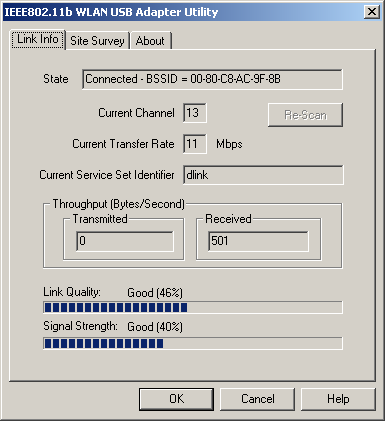 IEEE802.11b WLAN USB Adapter Utility
Link Info Site Survey About
State Connected - BSSID = 00-80-C8-AC-9F-8B
Current Channel 13 Re-Scan
Current Transfer Rate 11 Mbps
Current Service Set Identifier dlink
Throughput (Bytes/Second)
Transmitted Received
0 501
Link Quality: Good (46%)
Signal Strength: Good (40%)
OK Cancel Help